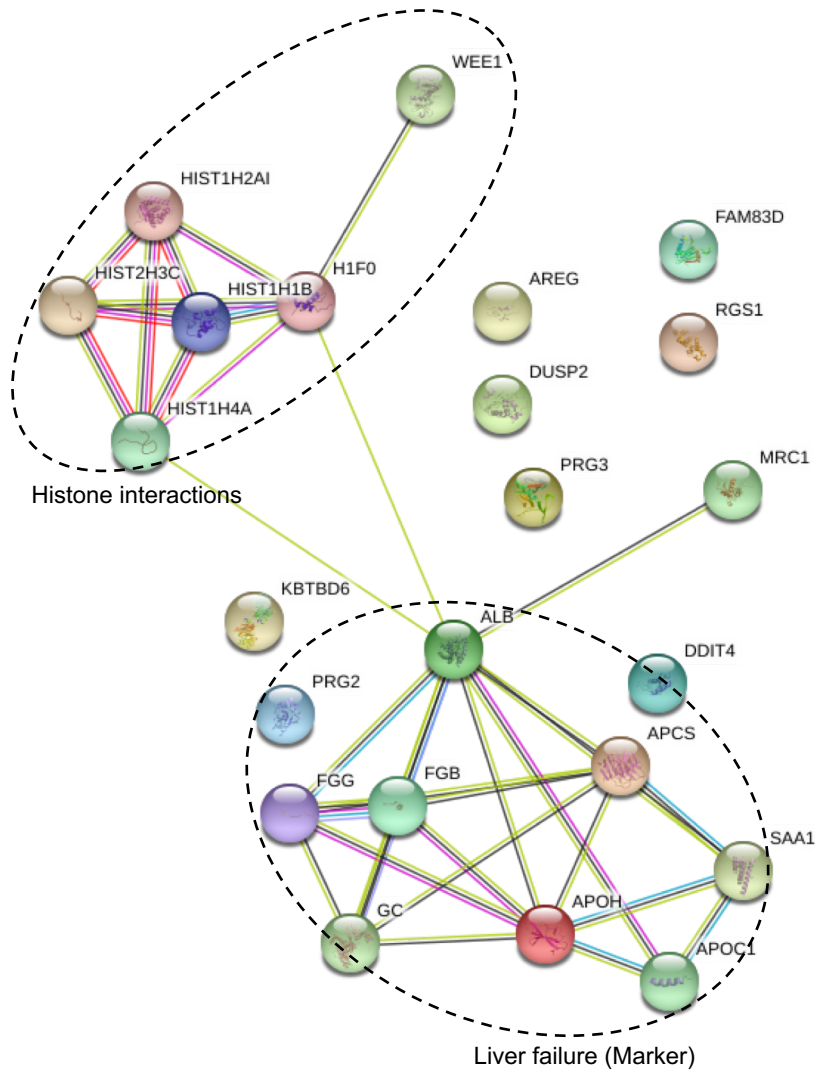 WEE1
HIST1H2AI
FAM83D
HIST2H3C
H1F0
HIST1H1B
AREG
RGS1
DUSP2
HIST1H4A
PRG3
MRC1
Histone interactions
KBTBD6
ALB
DDIT4
PRG2
APCS
FGG
FGB
SAA1
GC
APOH
APOC1
Liver failure (Marker)